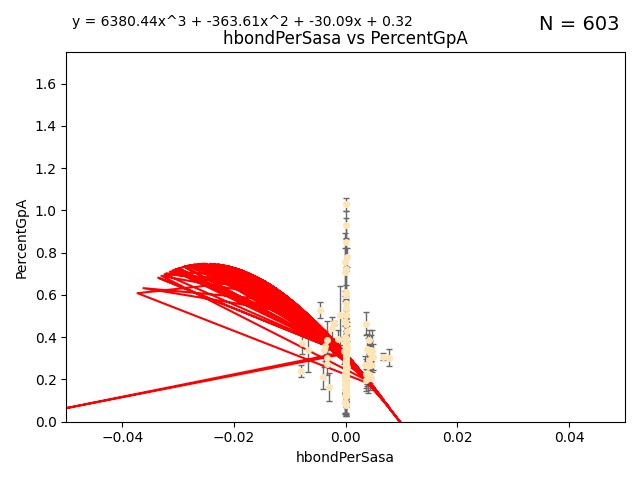 y = 6380.44x^3 + -363.61x^2 + -30.09x + 0.32
N = 603
hbondPerSasa vs PercentGpA
PercentGpA
1.6
1.4
1.2
1.0
0.8
0.6
0.4
0.2
0.0
−0.04 −0.02 0.00 0.02 0.04
hbondPerSasa